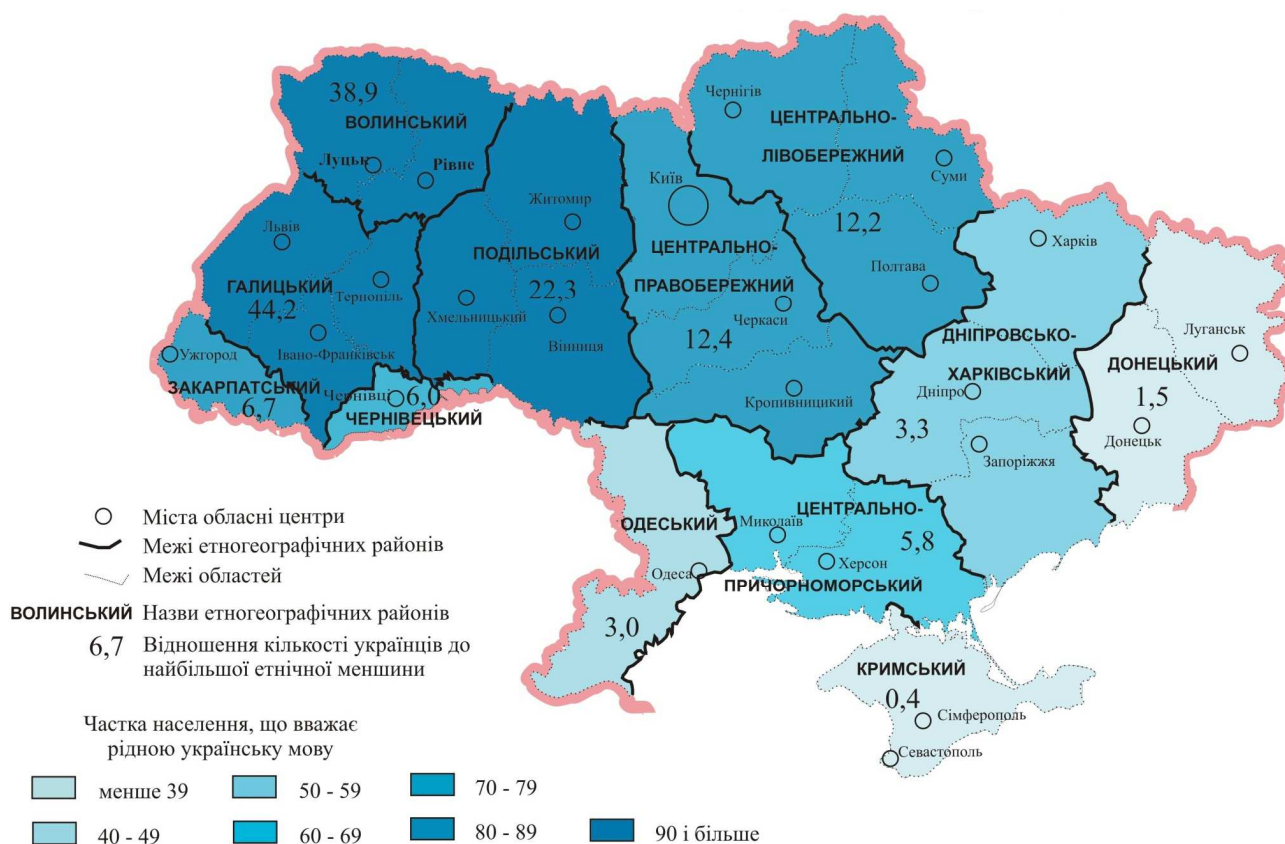 38,9
ВОЛИНСЬКИЙ
Луцьк
Рівне
Чернігів
ЦЕНТРАЛЬНО-
ЛІВОБЕРЕЖНИЙ
Суми
12,2
Полтава
Київ
ЦЕНТРАЛЬНО-
ПРАВОБЕРЕЖНИЙ
Черкаси
12,4
Кропивницикий
Житомир
ПОДІЛЬСЬКИЙ
22,3
Хмельницький
Вінниця
Львів
ГАЛИЦЬКИЙ
44,2
Тернопіль
Івано-Франківськ
Ужгород
ЗАКАРПАТСЬКИЙ
6,7
Чернівці
6,0
ЧЕРНІВЕЦЬКИЙ
Харків
ДНІПРОВСЬКО-
ХАРКІВСЬКИЙ
Дніпро
3,3
Запоріжжя
Луганськ
ДОНЕЦЬКИЙ
1,5
Донецьк
ОДЕСЬКИЙ
Одеса
3,0
Миколаїв
ЦЕНТРАЛЬНО-
5,8
Херсон
ПРИЧОРНОМОРСЬКИЙ
КРИМСЬКИЙ
0,4
Сімферополь
Севастополь
Міста обласні центри
Межі етногеографічних районів
Межі областей
ВОЛИНСЬКИЙ Назви етногеографічних районів
6,7 Відношення кількості українців до
найбільшої етнічної меншини
Частка населення, що вважає
рідною українську мову
менше 39
50 - 59
70 - 79
40 - 49
60 - 69
80 - 89
90 і більше